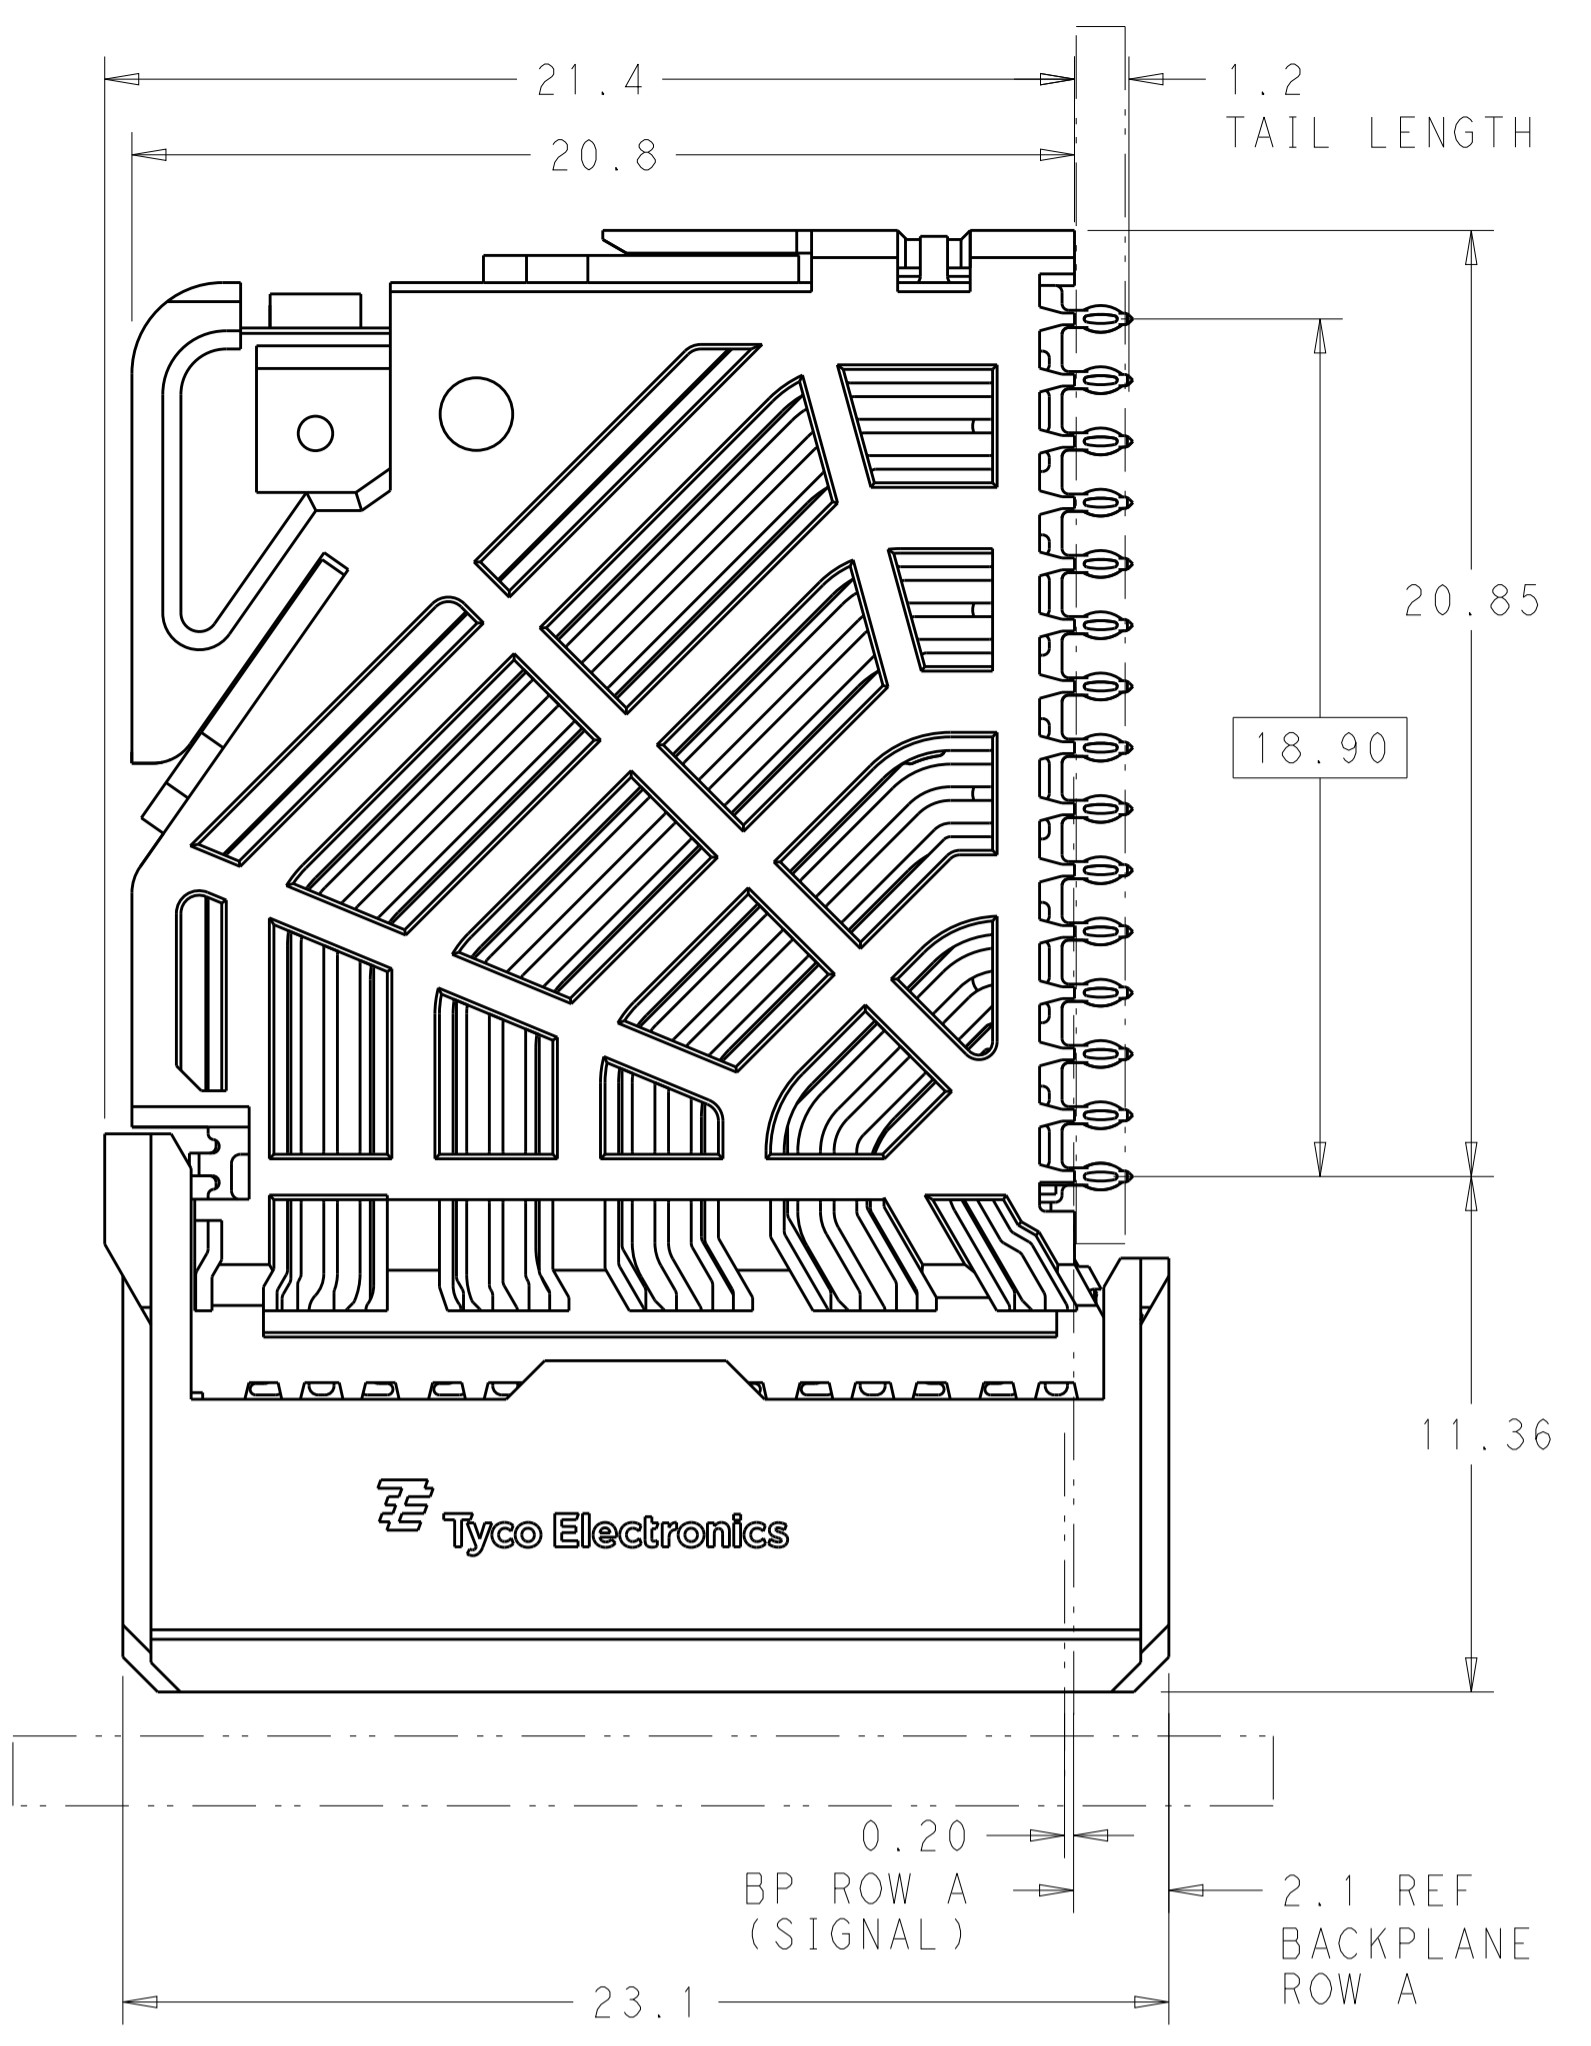 21.4
1.2
TAIL LENGTH
20.8
20.85
18.90
11.36
Tyco Electronics
0.20
BP ROW A
(SIGNAL)
2.1 REF
BACKPLANE
ROW A
23.1